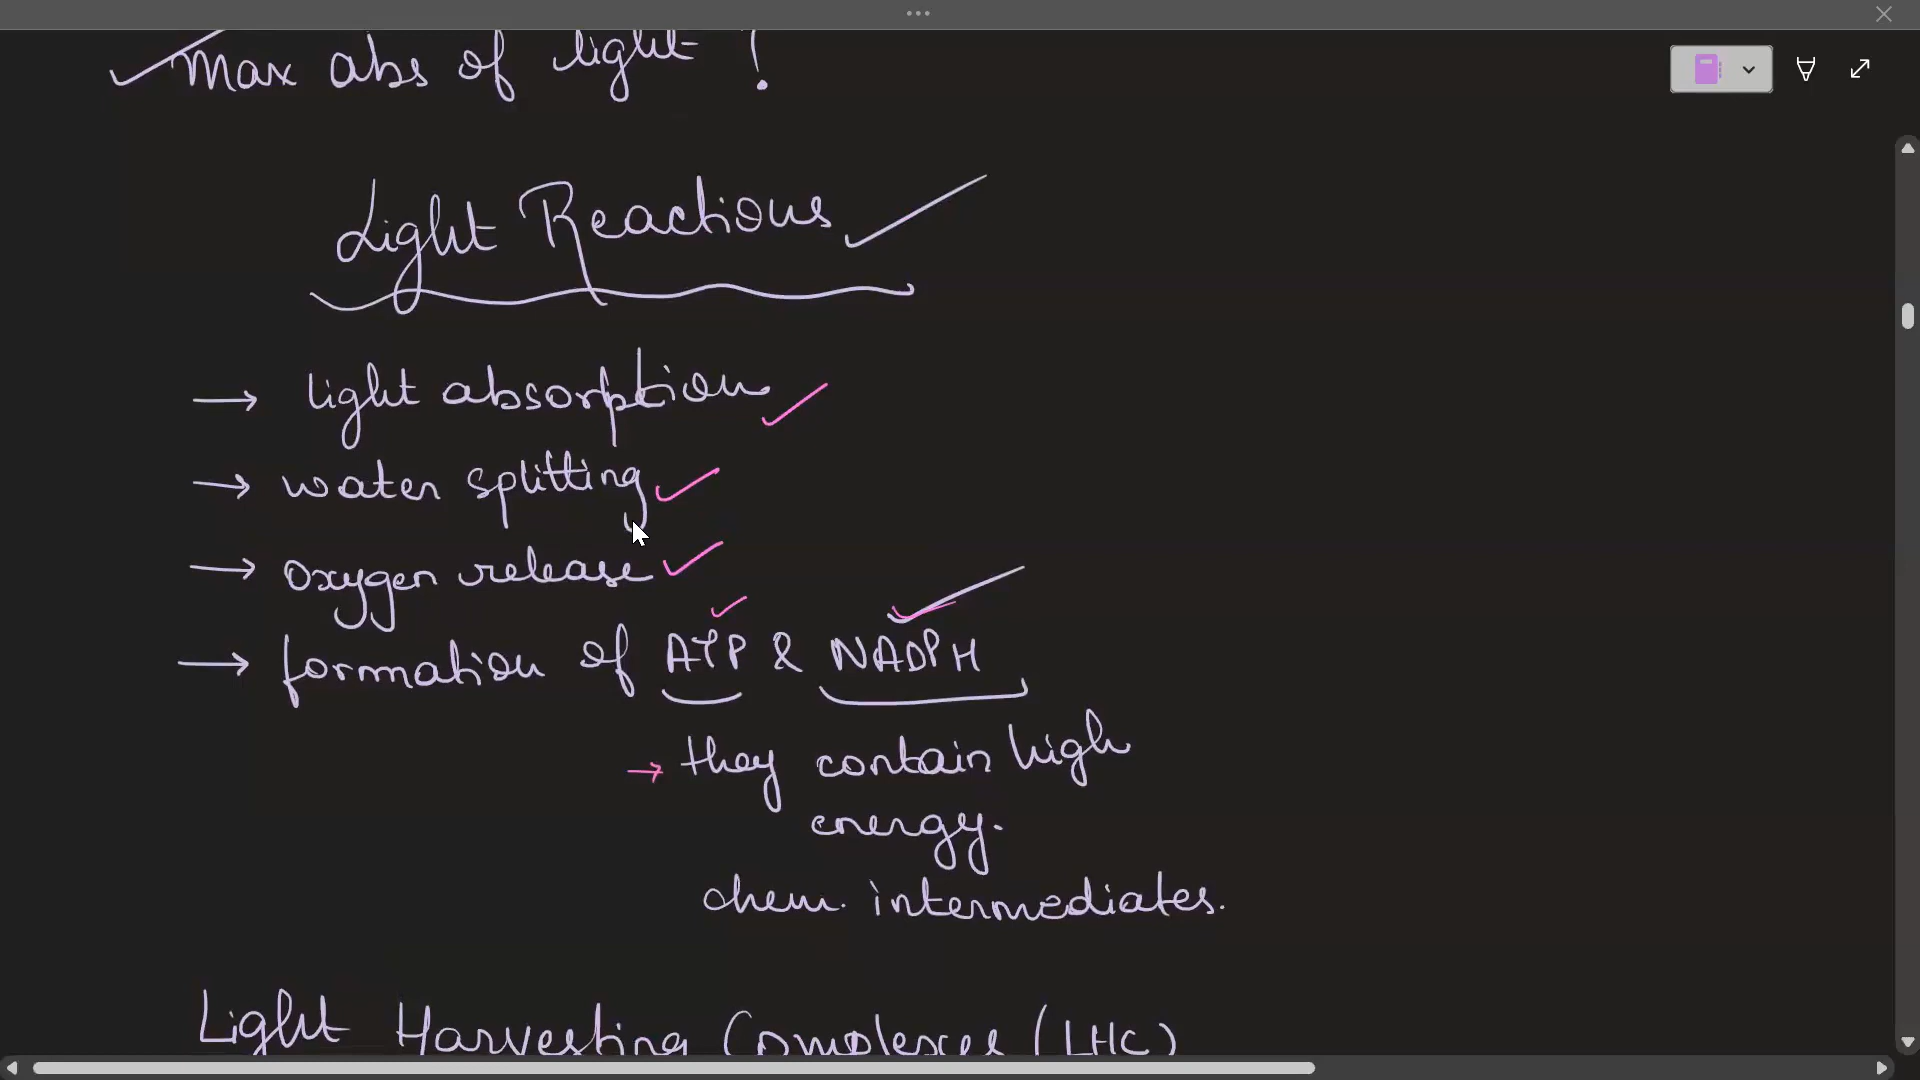 Max abs of light !
Light Reactions
→ light absorption
→ water splitting
→ oxygen release
→ formation of ATP & NADPH
→ they contain high
energy.
chem. intermediates.
Light Harvesting Complexes (LHC)